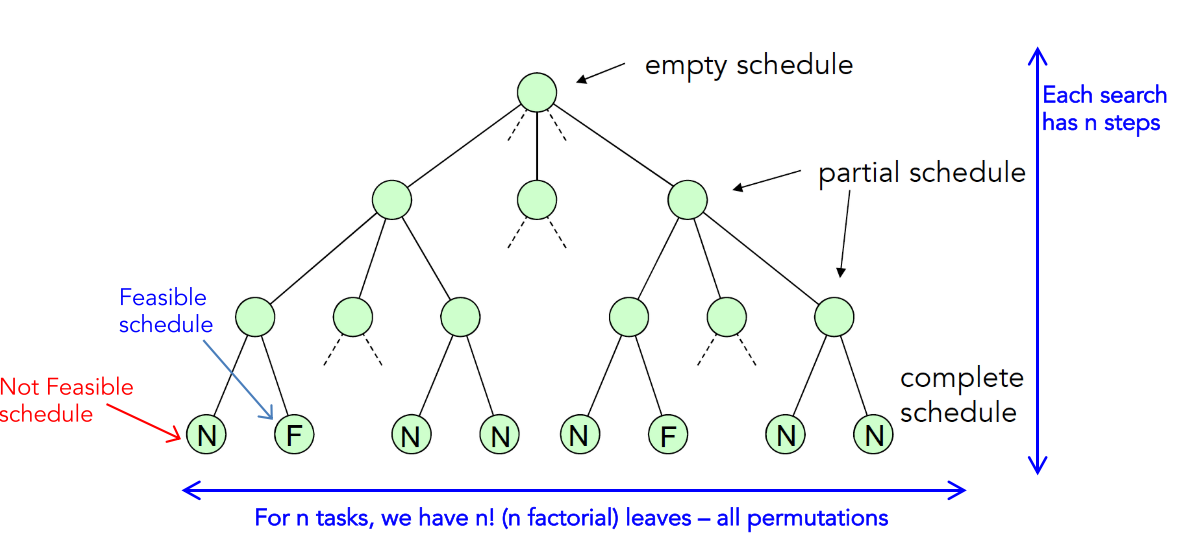 empty schedule
Each search
has n steps
partial schedule
Feasible
schedule
Not Feasible
schedule
complete
schedule
N F N N N F N N
For n tasks, we have n! (n factorial) leaves – all permutations